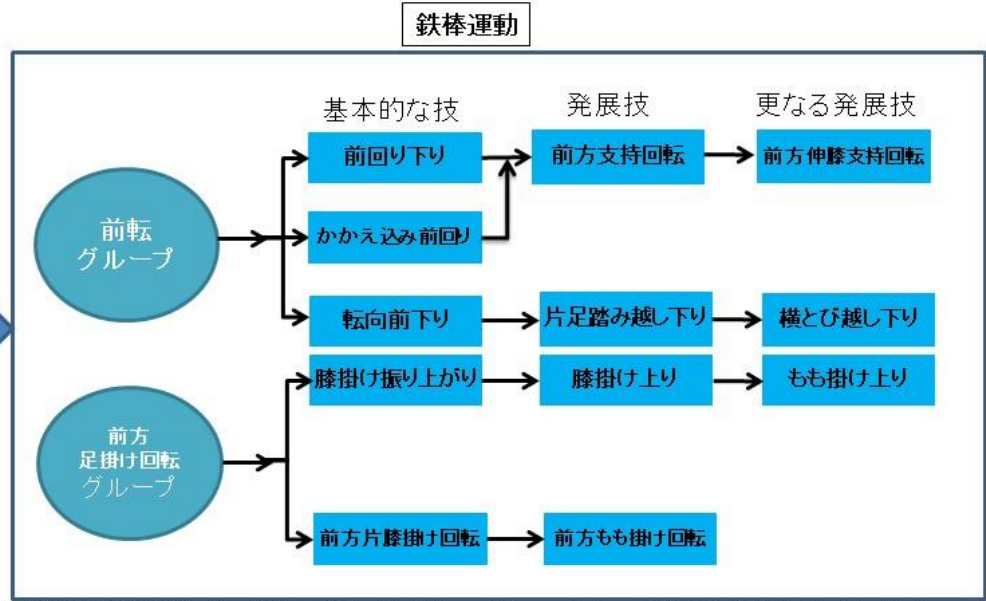 鉄棒運動
基本的な技
発展技
更なる発展技
前転
グループ
前回り下り
前方支持回転
前方伸膝支持回転
かかえ込み前回り
転向前下り
片足踏み越し下り
横とび越し下り
前方
足掛け回転
グループ
膝掛け振り上がり
膝掛け上り
もも掛け上り
前方片膝掛け回転
前方もも掛け回転